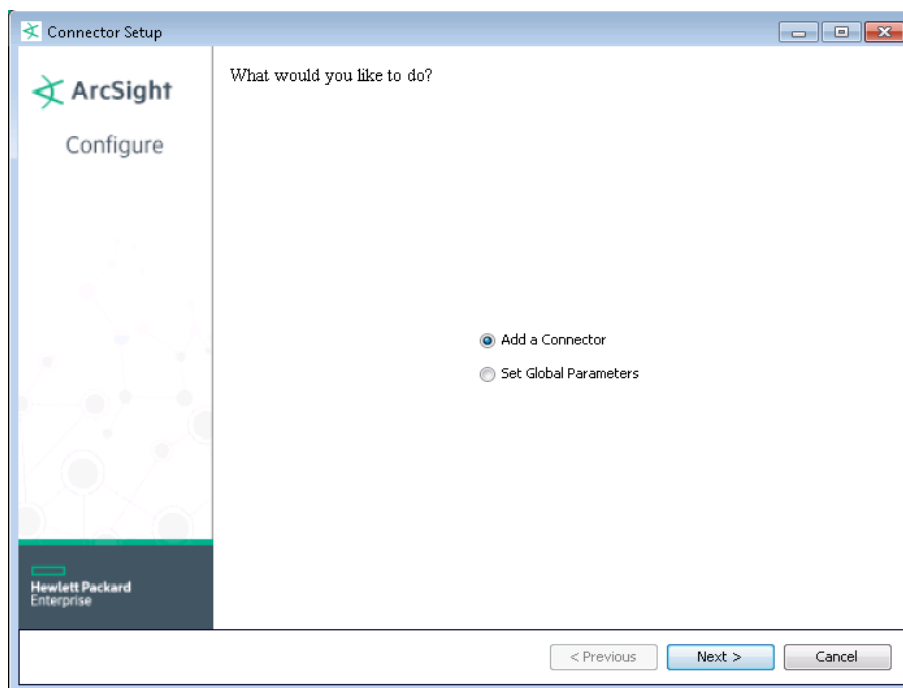 Connector Setup
ArcSight
Configure
What would you like to do?
Add a Connector
Set Global Parameters
Hewlett Packard
Enterprise
< Previous
Next >
Cancel